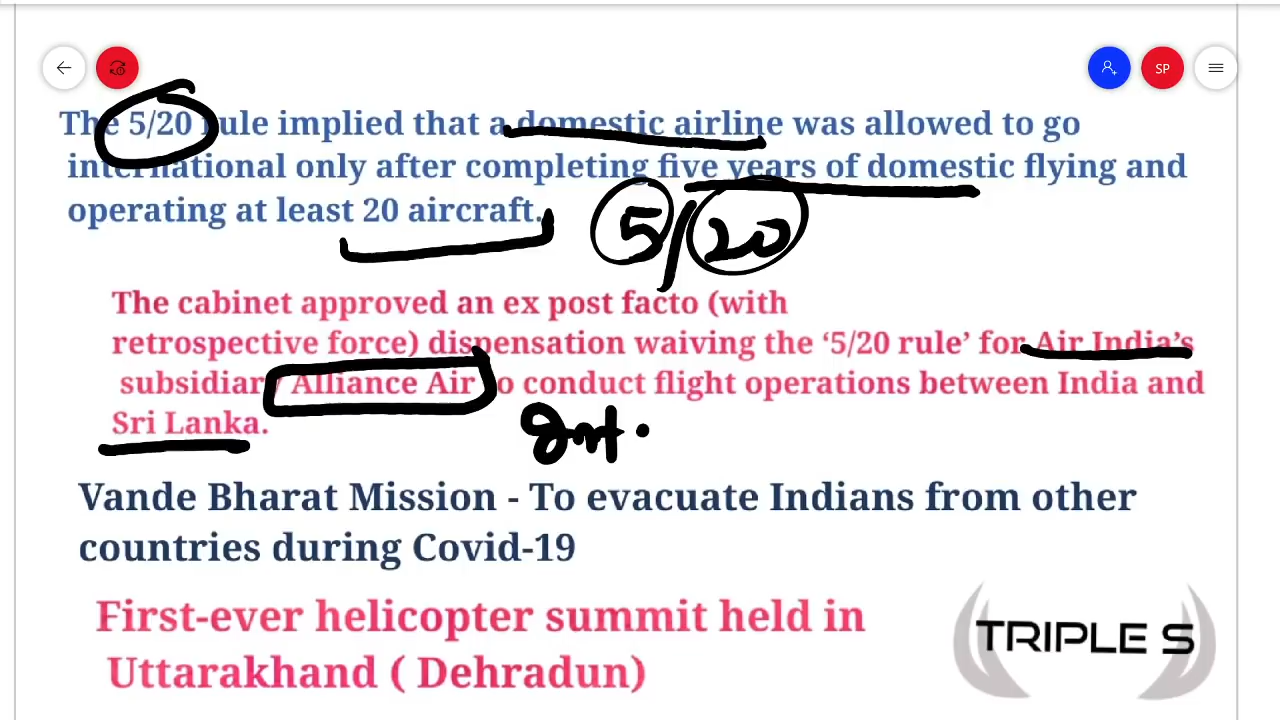 SP
The 5/20 rule implied that a domestic airline was allowed to go
international only after completing five years of domestic flying and
operating at least 20 aircraft.
5/20
The cabinet approved an ex post facto (with
retrospective force) dispensation waiving the ‘5/20 rule’ for Air India’s
subsidiary Alliance Air to conduct flight operations between India and
Sri Lanka.
Int.
Vande Bharat Mission - To evacuate Indians from other
countries during Covid-19
First-ever helicopter summit held in
Uttarakhand ( Dehradun)
TRIPLE S